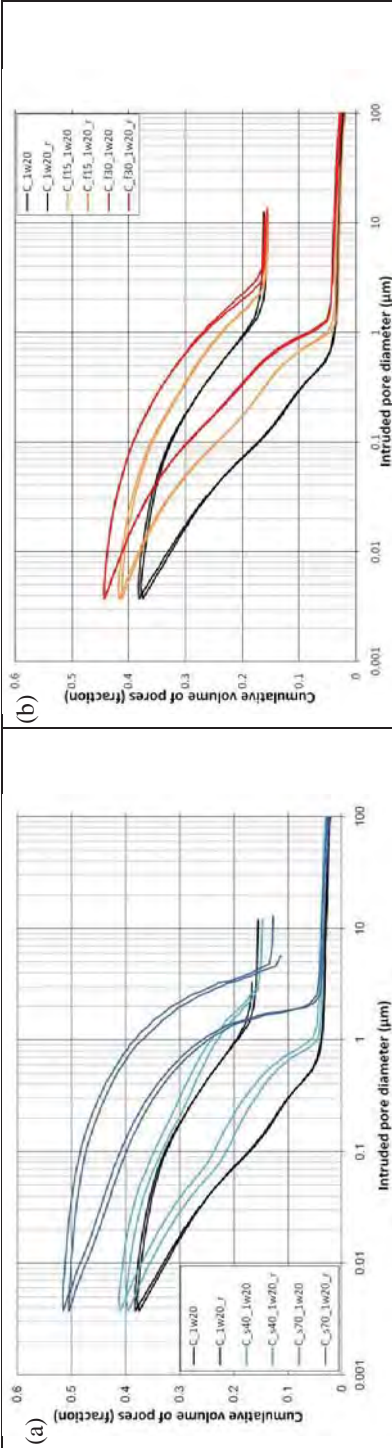 (a)
Cumulative volume of pores (fraction)
0.6
0.5
0.4
0.3
0.2
0.1
0
0.001
0.01
0.1
1
10
100
Intruded pore diameter (µm)
C_1w20
C_1w20_r
C_s40_1w20
C_s40_1w20_r
C_s70_1w20
C_s70_1w20_r
(b)
Cumulative volume of pores (fraction)
0.6
0.5
0.4
0.3
0.2
0.1
0
0.001
0.01
0.1
1
10
100
Intruded pore diameter (µm)
C_1w20
C_1w20_r
C_f15_1w20
C_f15_1w20_r
C_f30_1w20
C_f30_1w20_r